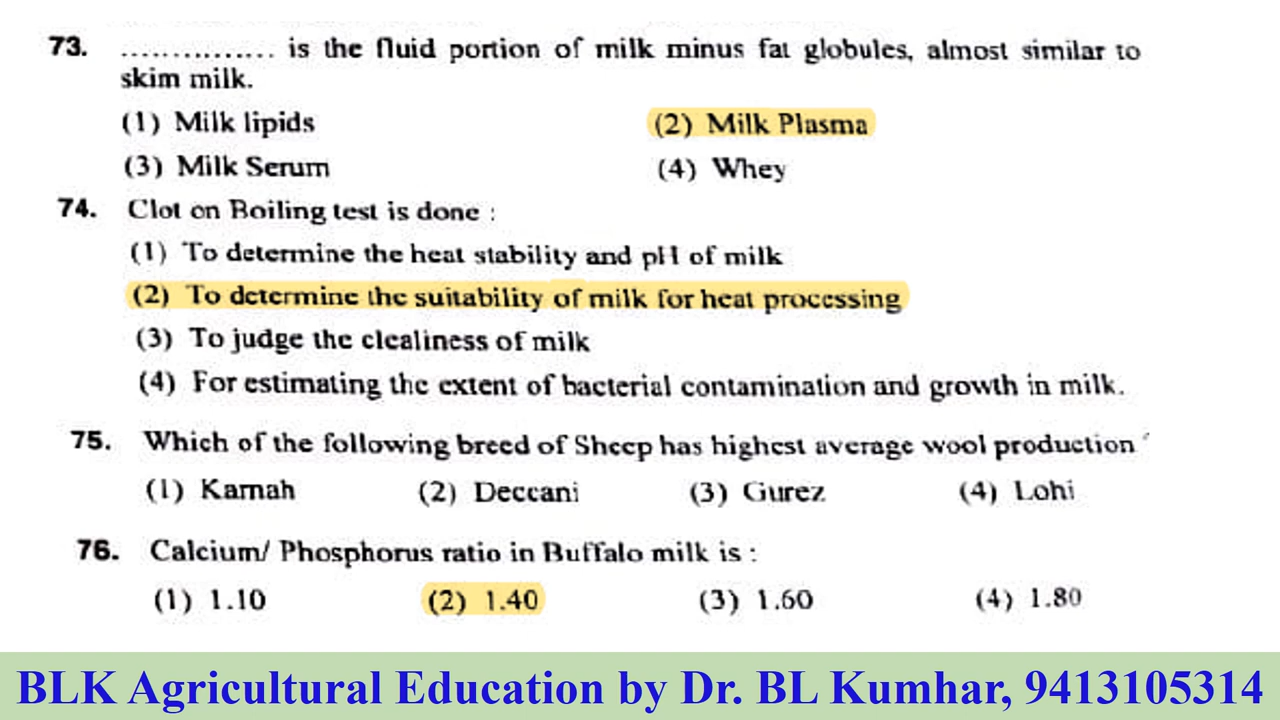 73. ............... is the fluid portion of milk minus fat globules, almost similar to
skim milk.
(1) Milk lipids (2) Milk Plasma
(3) Milk Serum (4) Whey
74. Clot on Boiling test is done :
(1) To determine the heat stability and pH of milk
(2) To determine the suitability of milk for heat processing
(3) To judge the clealiness of milk
(4) For estimating the extent of bacterial contamination and growth in milk.
75. Which of the following breed of Sheep has highest average wool production
(1) Karnah (2) Deccani (3) Gurez (4) Lohi
76. Calcium/ Phosphorus ratio in Buffalo milk is :
(1) 1.10 (2) 1.40 (3) 1.60 (4) 1.80
BLK Agricultural Education by Dr. BL Kumhar, 9413105314